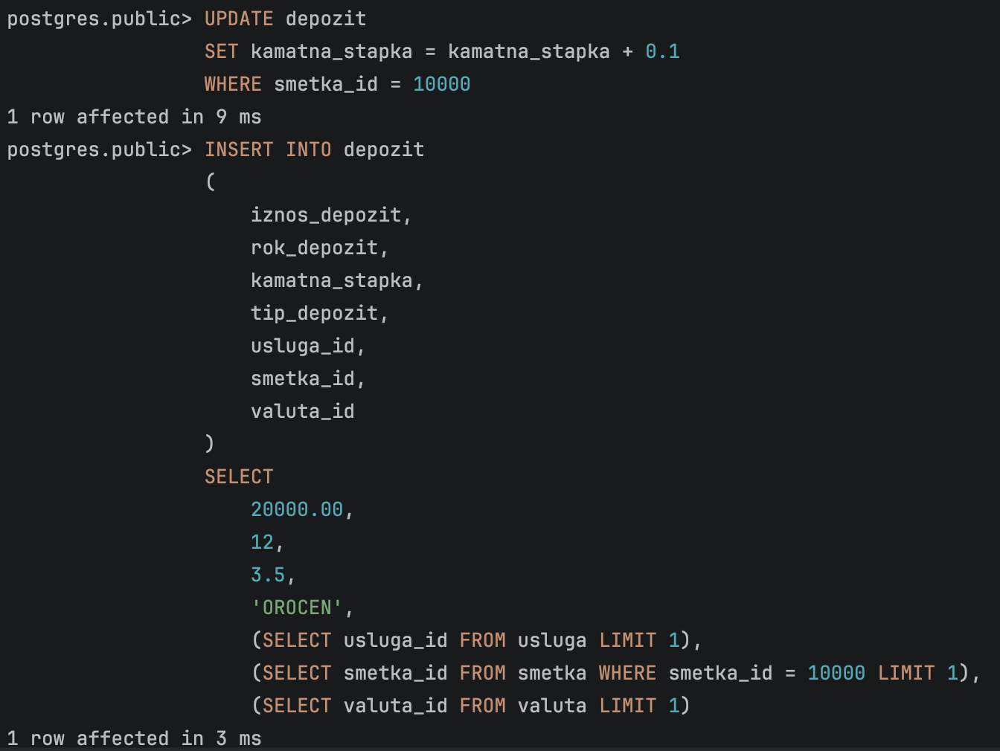 postgres.public> UPDATE depozit
SET kamatna_stapka = kamatna_stapka + 0.1
WHERE smetka_id = 10000
1 row affected in 9 ms
postgres.public> INSERT INTO depozit
(
iznos_depozit,
rok_depozit,
kamatna_stapka,
tip_depozit,
usluga_id,
smetka_id,
valuta_id
)
SELECT
20000.00,
12,
3.5,
'OROCEN',
(SELECT usluga_id FROM usluga LIMIT 1),
(SELECT smetka_id FROM smetka WHERE smetka_id = 10000 LIMIT 1),
(SELECT valuta_id FROM valuta LIMIT 1)
1 row affected in 3 ms